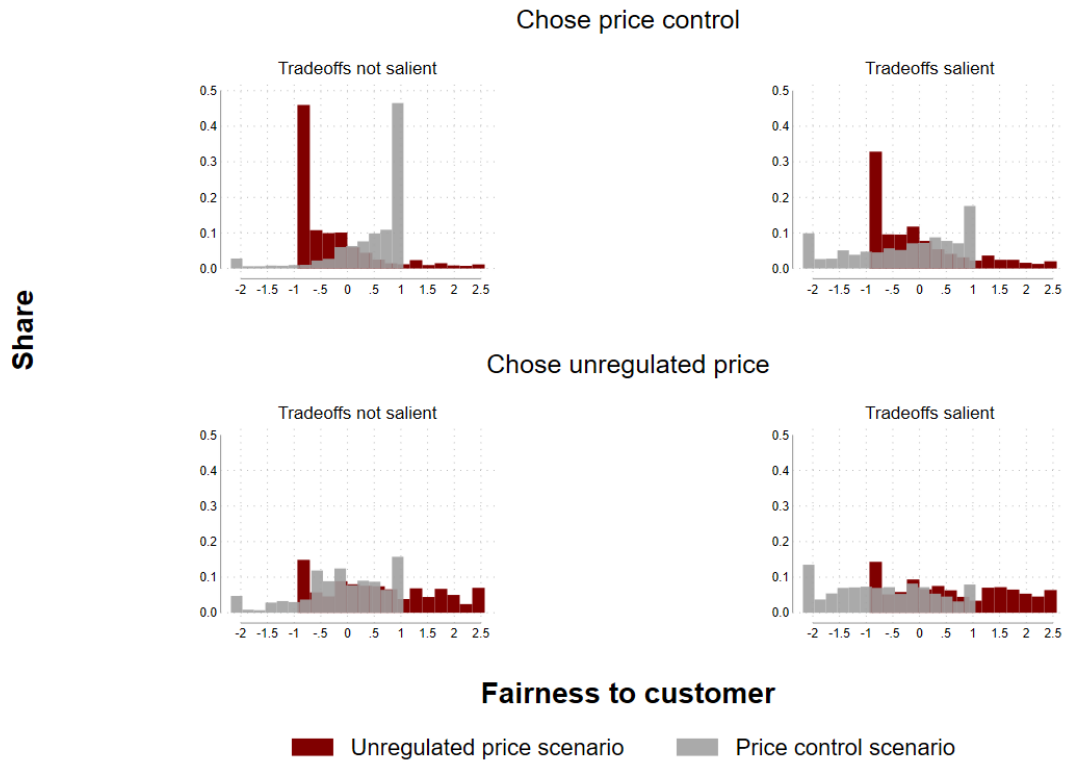 Chose price control
Tradeoffs not salient
0.5
0.4
0.3
0.2
0.1
0.0
-2 -1.5 -1 -.5 0 .5 1 1.5 2 2.5
Tradeoffs salient
0.5
0.4
0.3
0.2
0.1
0.0
-2 -1.5 -1 -.5 0 .5 1 1.5 2 2.5
Share
Chose unregulated price
Tradeoffs not salient
0.5
0.4
0.3
0.2
0.1
0.0
-2 -1.5 -1 -.5 0 .5 1 1.5 2 2.5
Tradeoffs salient
0.5
0.4
0.3
0.2
0.1
0.0
-2 -1.5 -1 -.5 0 .5 1 1.5 2 2.5
Fairness to customer
Unregulated price scenario
Price control scenario